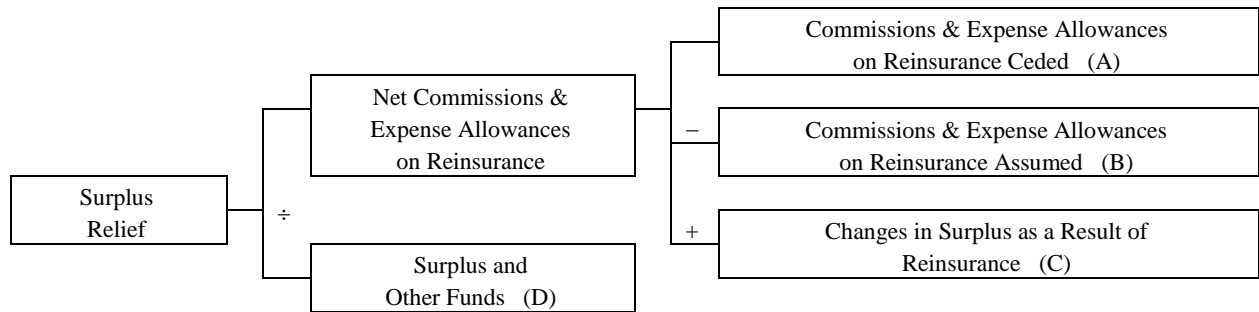 Commissions & Expense Allowances
on Reinsurance Ceded (A)
Net Commissions &
Expense Allowances
on Reinsurance
−
Commissions & Expense Allowances
on Reinsurance Assumed (B)
Surplus
Relief
÷
+
Changes in Surplus as a Result of
Reinsurance (C)
Surplus and
Other Funds (D)